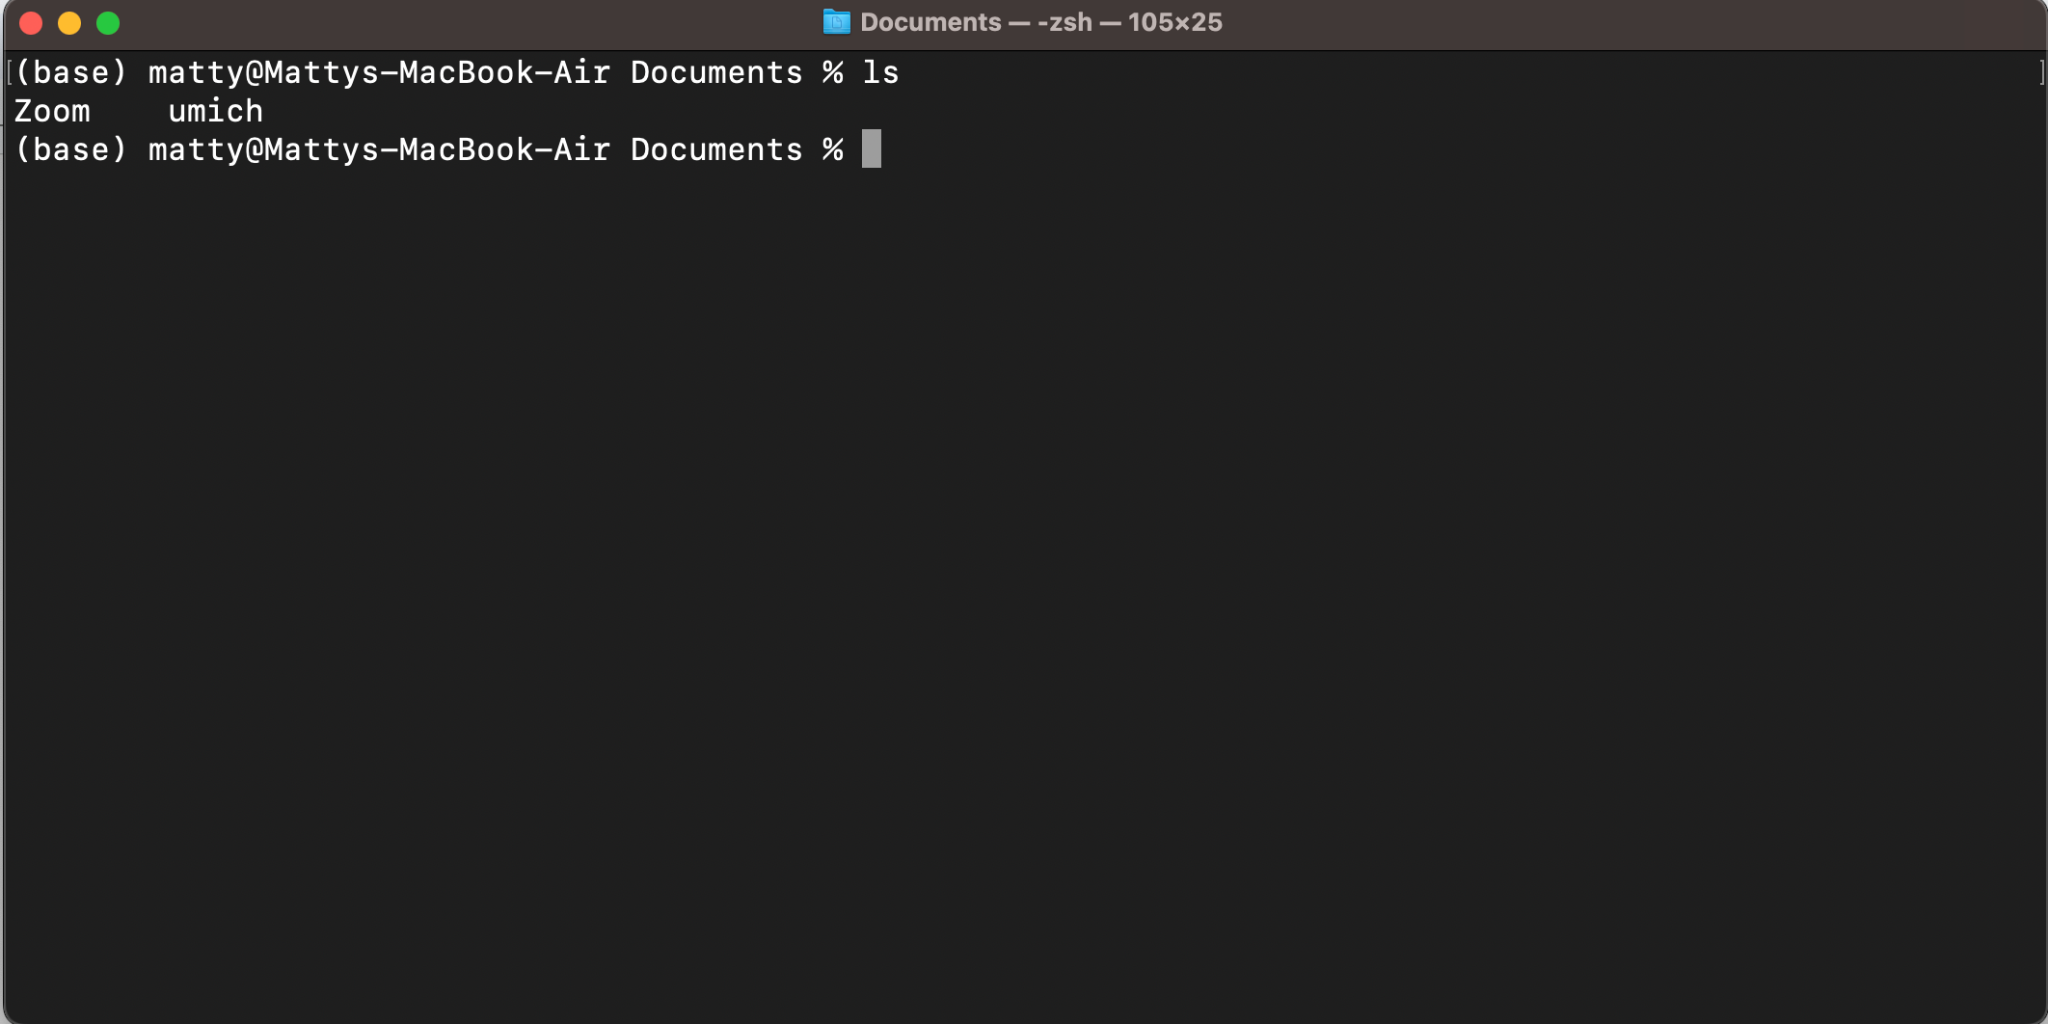 Documents — -zsh — 105×25
[(base) matty@Mattys-MacBook-Air Documents % ls ]
Zoom    umich
(base) matty@Mattys-MacBook-Air Documents %